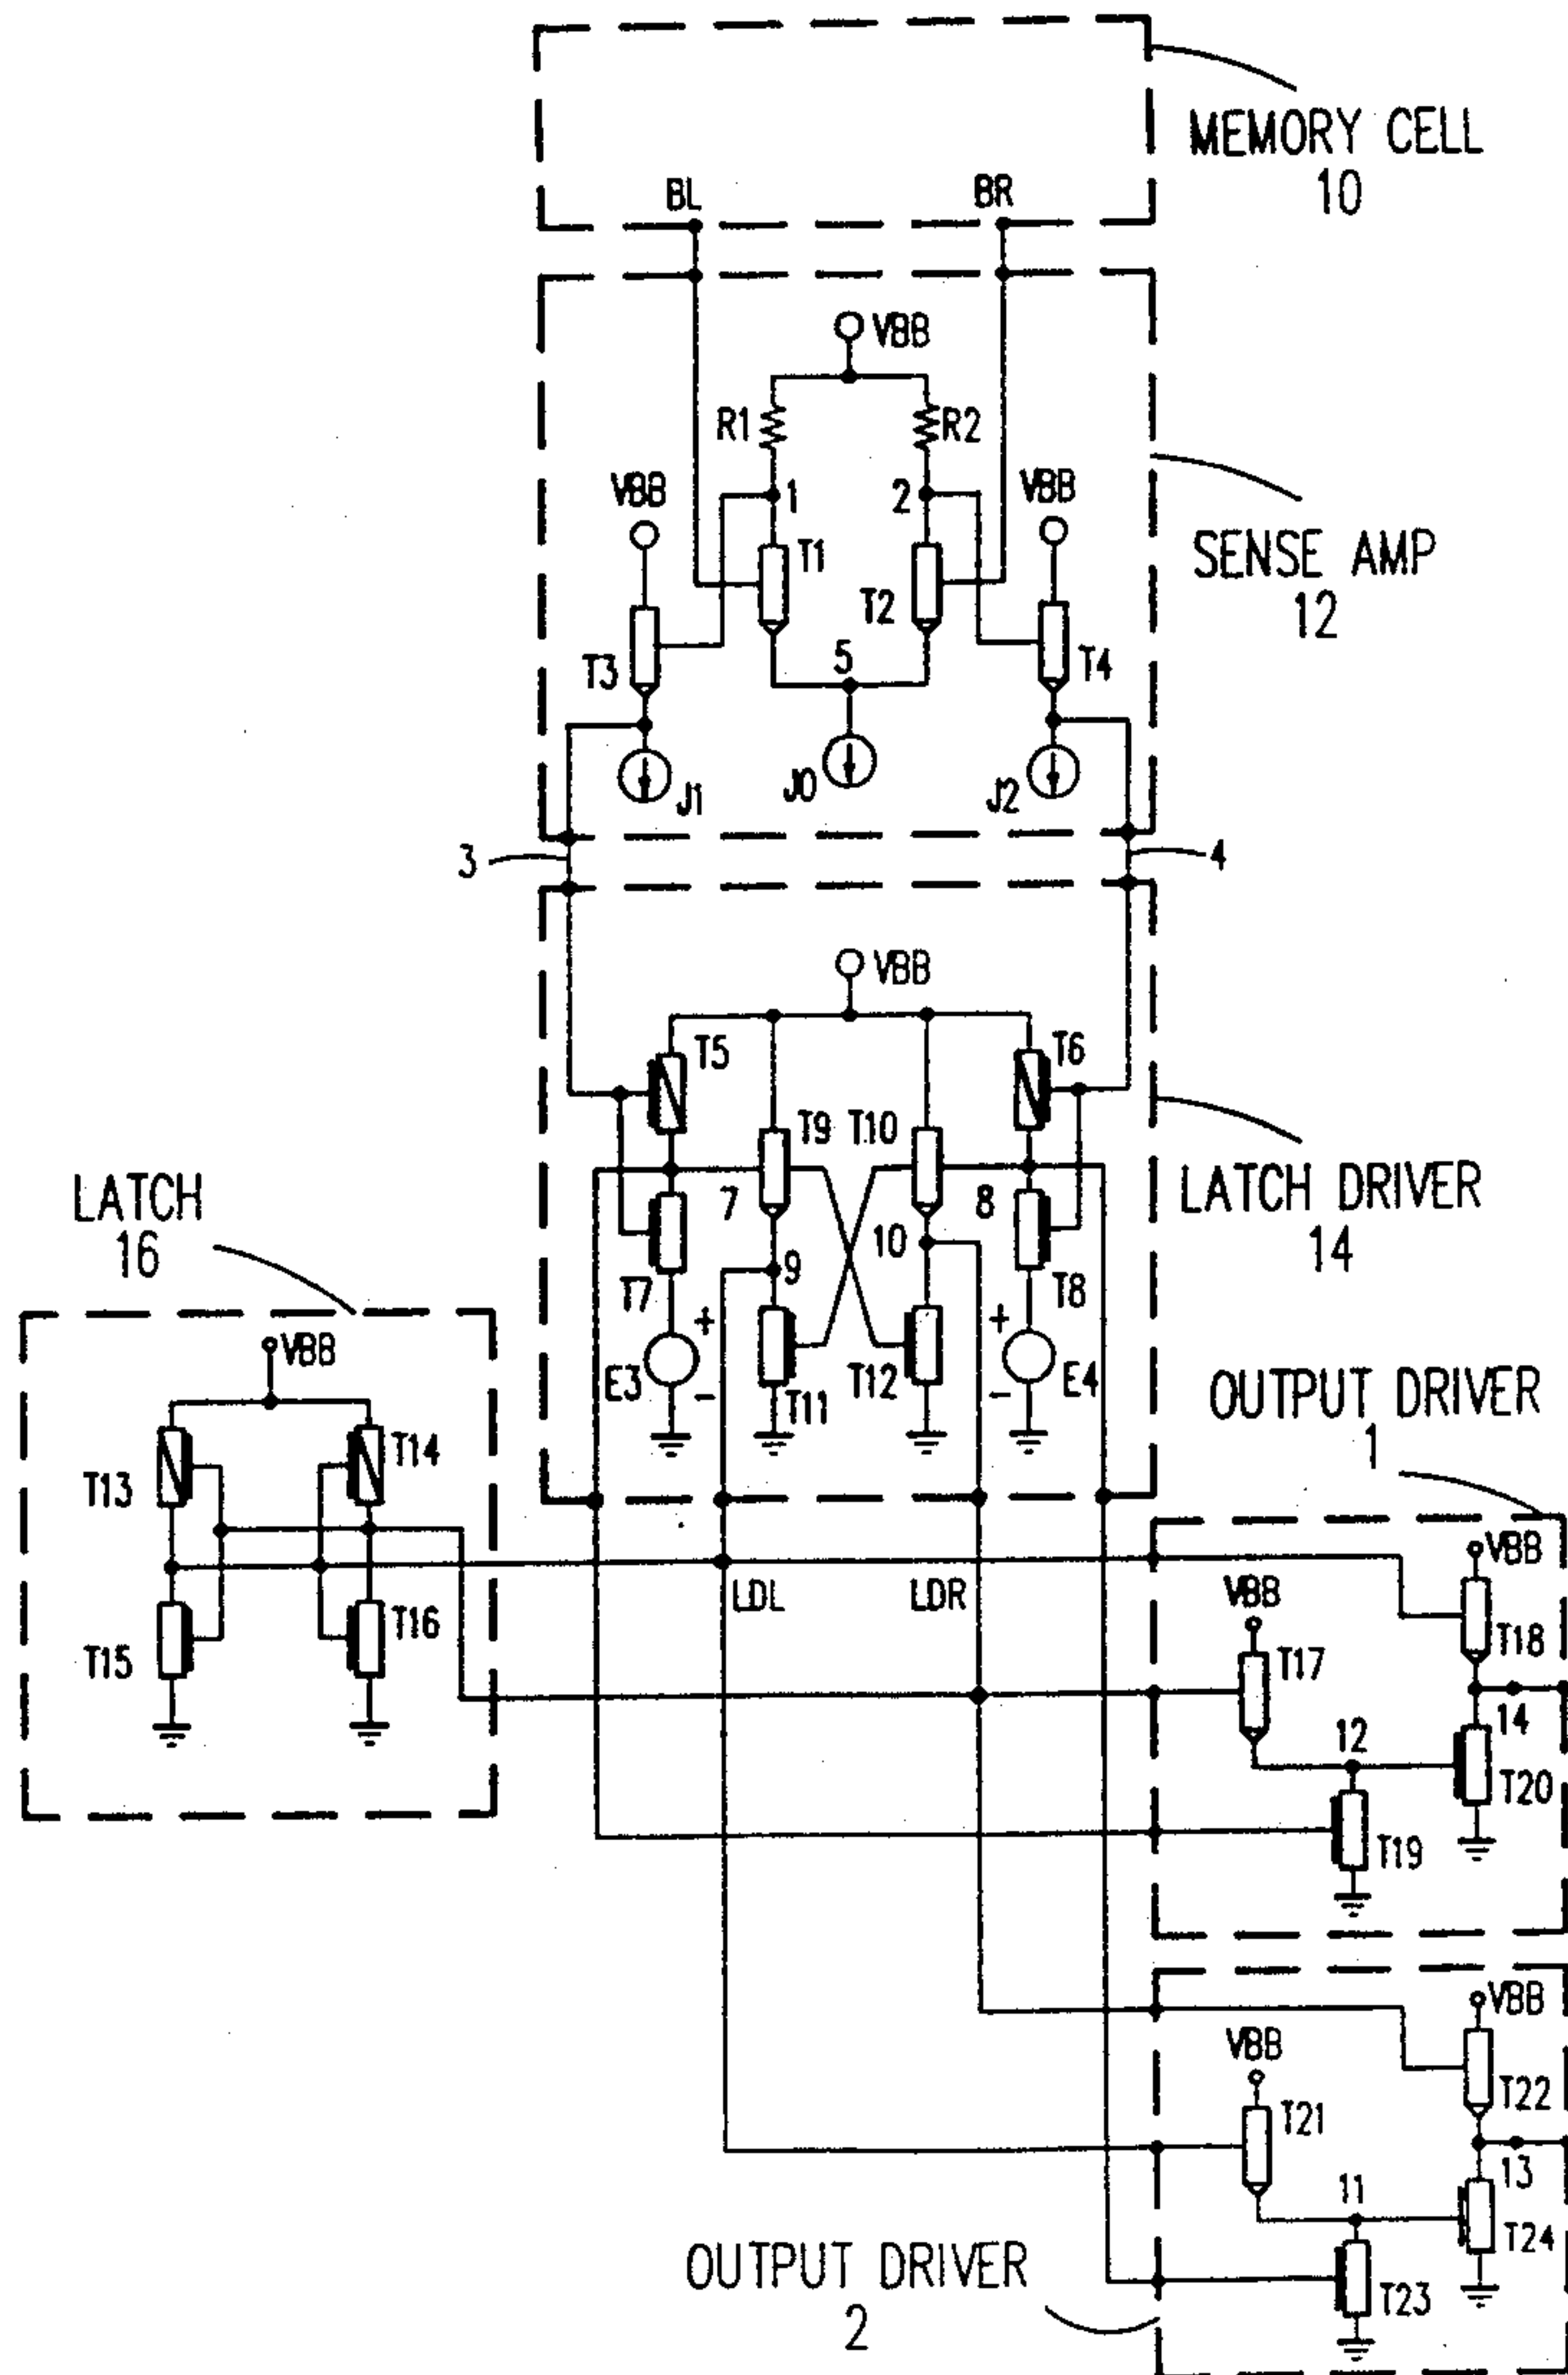 MEMORY CELL
10
BL
BR
VBB
R1
R2
VBB
1
2
VBB
T1
T2
SENSE AMP
12
T3
5
T4
J1
J0
J2
3
4
VBB
T5
T6
T9
T10
LATCH DRIVER
14
7
8
10
9
T7
T8
+
+
E3
-
T11
T12
-
E4
LATCH
16
VBB
T13
T14
T15
T16
LDL
LDR
OUTPUT DRIVER
1
VBB
VBB
T17
T18
14
12
T20
T19
VBB
VBB
T22
T21
13
11
T24
T23
OUTPUT DRIVER
2